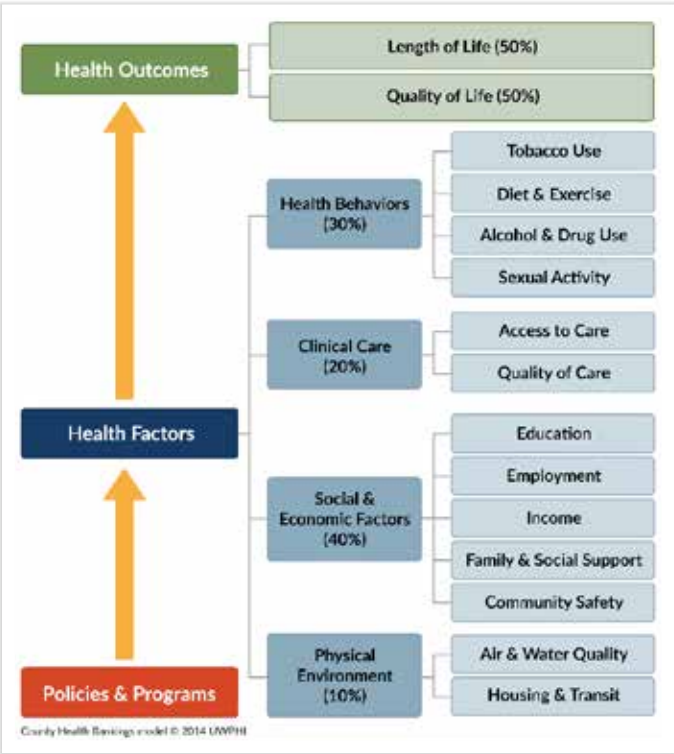 Health Outcomes
Length of Life (50%)
Quality of Life (50%)
Health Behaviors
(30%)
Tobacco Use
Diet & Exercise
Alcohol & Drug Use
Sexual Activity
Clinical Care
(20%)
Access to Care
Quality of Care
Health Factors
Social &
Economic Factors
(40%)
Education
Employment
Income
Family & Social Support
Community Safety
Physical
Environment
(10%)
Air & Water Quality
Housing & Transit
Policies & Programs
County Health Rankings model © 2014 UWPHI